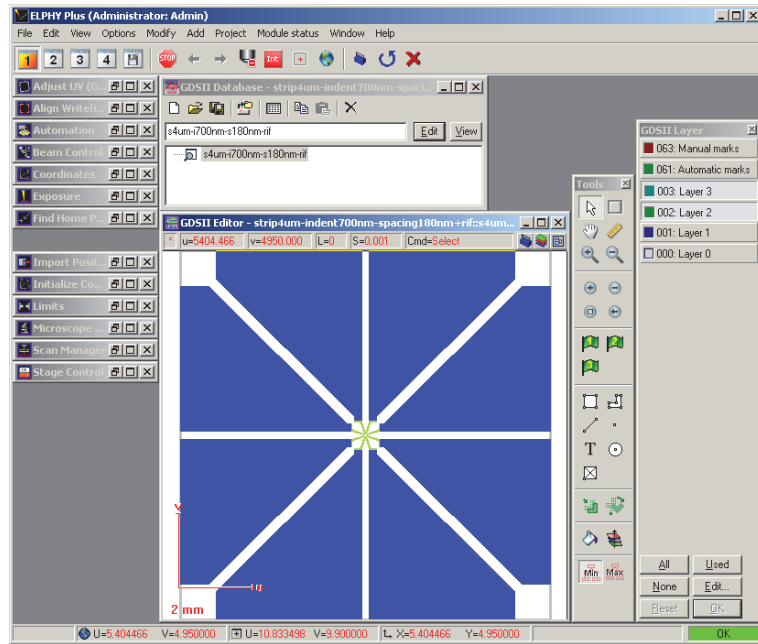 ELPHY Plus (Administrator: Admin)
File Edit View Options Modify Add Project Module status Window Help
1 2 3 4 STOP Int
Adjust UV (G...
Align Writefi...
Automation
Beam Control
Coordinates
Exposure
Find Home P...
Import Posit...
Initialize Co...
Limits
Microscope ...
Scan Manager
Stage Control
GDSII Database - strip4um-indent700nm-spaci...
s4um-i700nm-s180nm-rif Edit View
s4um-i700nm-s180nm-rif
GDSII Editor - strip4um-indent700nm-spacing180nm+rif::s4um...
* u=5404.466 v=4950.000 L=0 S=0.001 Cmd=Select
V
U
2 mm
Tools
1 2
3
T
Min Max
GDSII Layer
063: Manual marks
061: Automatic marks
003: Layer 3
002: Layer 2
001: Layer 1
000: Layer 0
All Used
None Edit...
Reset OK
U=5.404466 V=4.950000 U=10.833498 V=9.900000 X=5.404466 Y=4.950000 OK